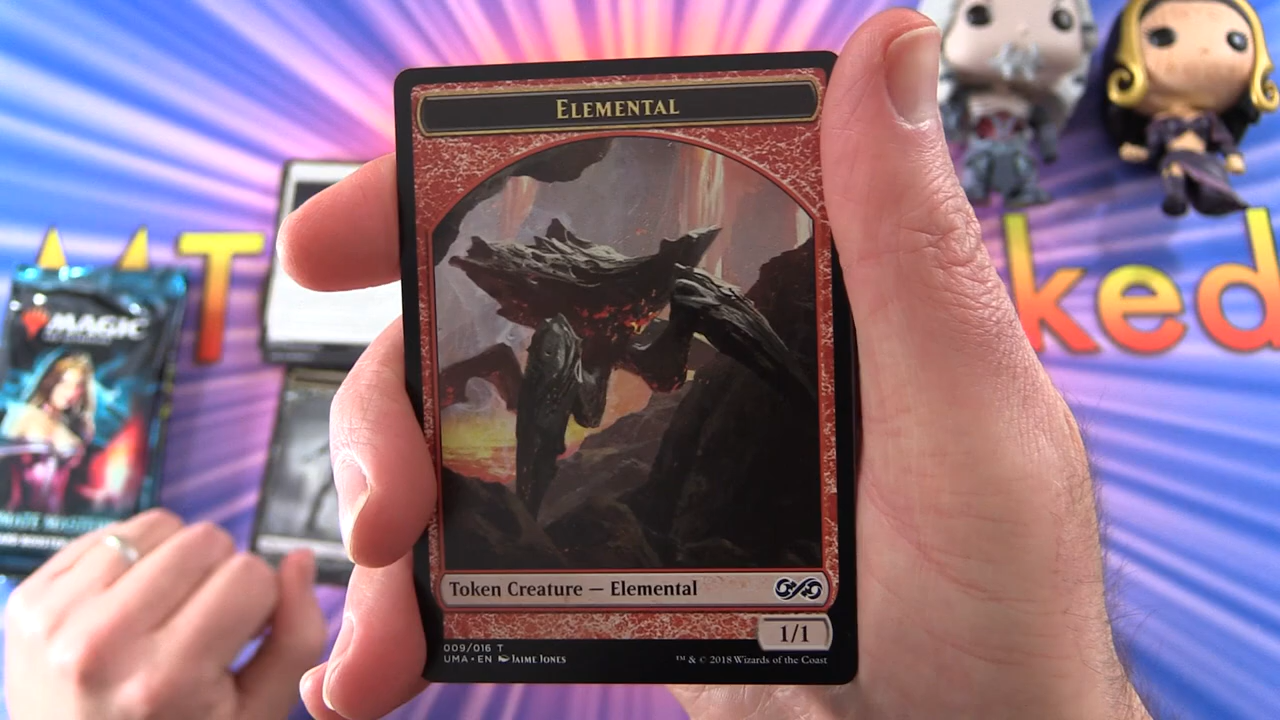 ELEMENTAL
MT
ked
MAGIC
Token Creature — Elemental
1/1
009/016 T
UMA • EN JAIME JONES
™ & © 2018 Wizards of the Coast